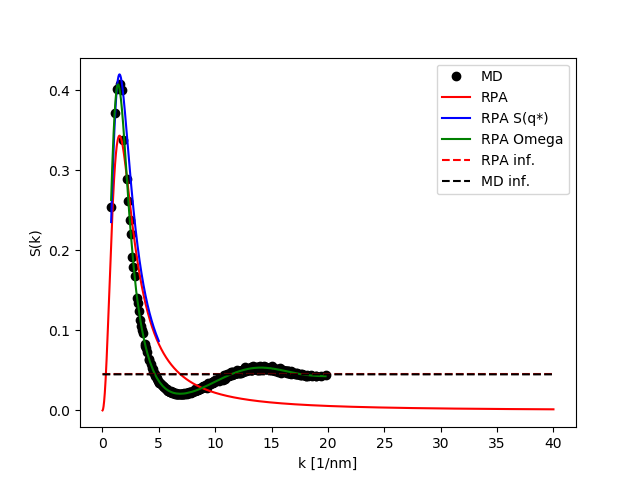 MD
RPA
RPA S(q*)
RPA Omega
RPA inf.
MD inf.
S(k)
0.4
0.3
0.2
0.1
0.0
0 5 10 15 20 25 30 35 40
k [1/nm]